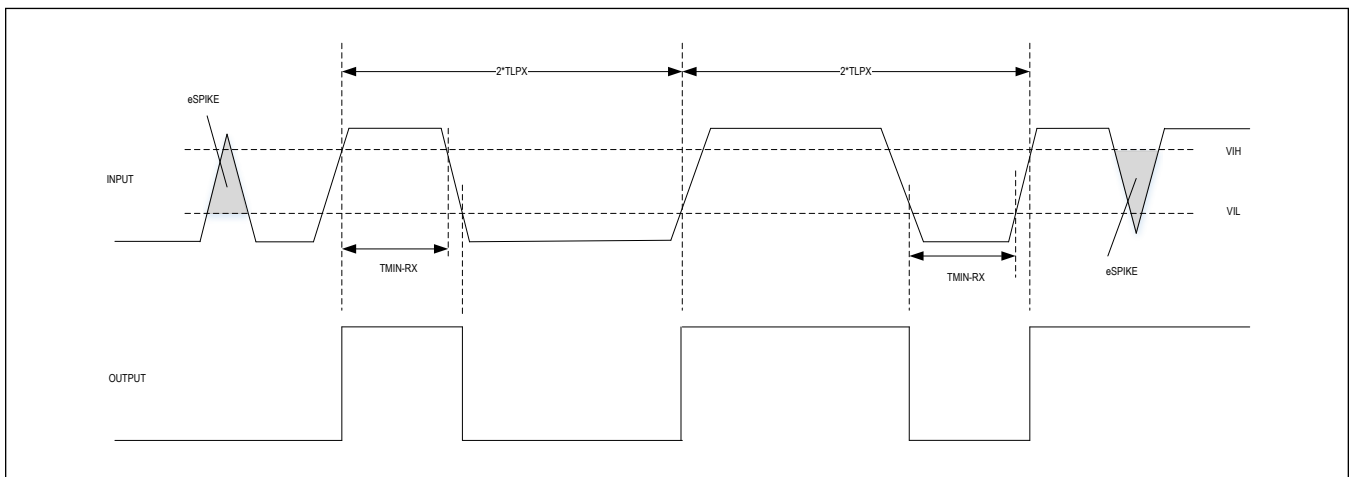 2*TLPX
2*TLPX
eSPIKE
VIH
INPUT
VIL
TMIN-RX
TMIN-RX
eSPIKE
OUTPUT